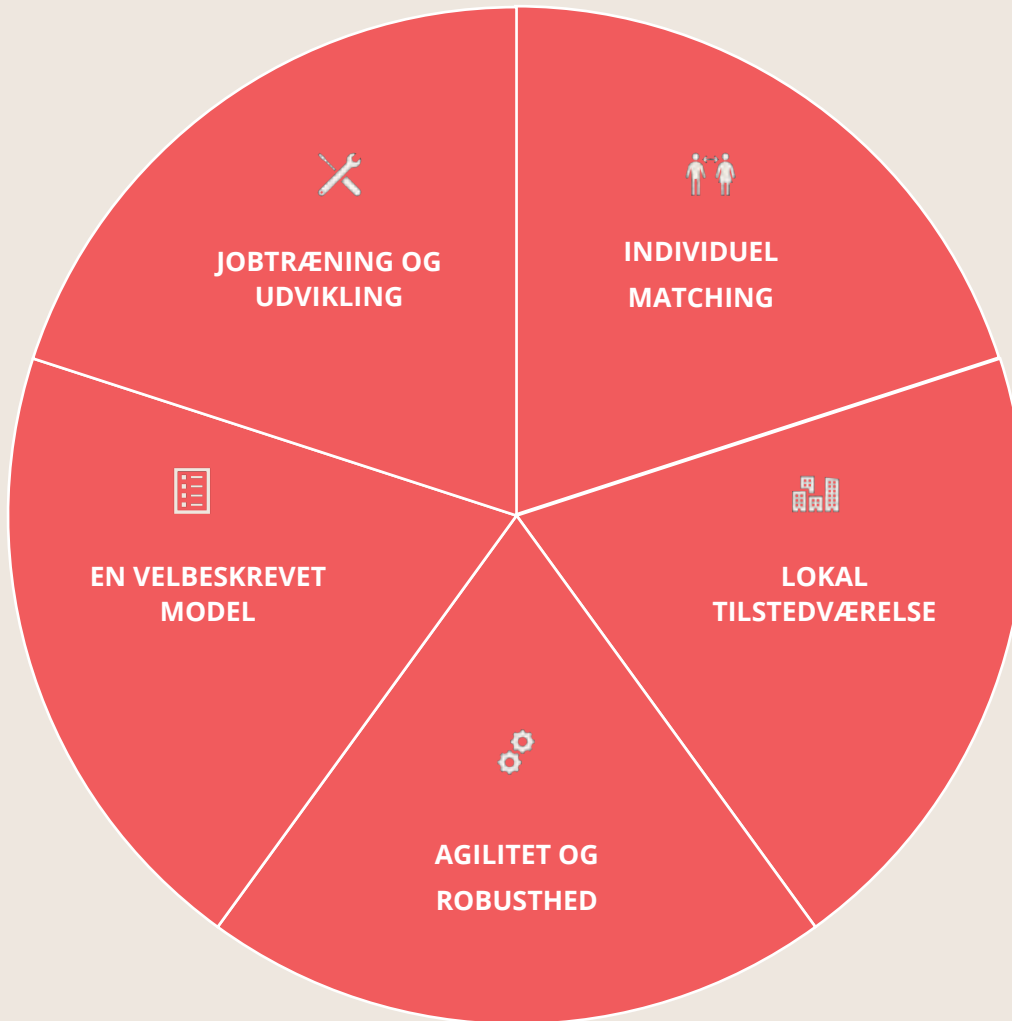 JOBTRÆNING OG
UDVIKLING
INDIVIDUEL
MATCHING
EN VELBESKREVET
MODEL
LOKAL
TILSTEDVÆRELSE
AGILITET OG
ROBUSTHED